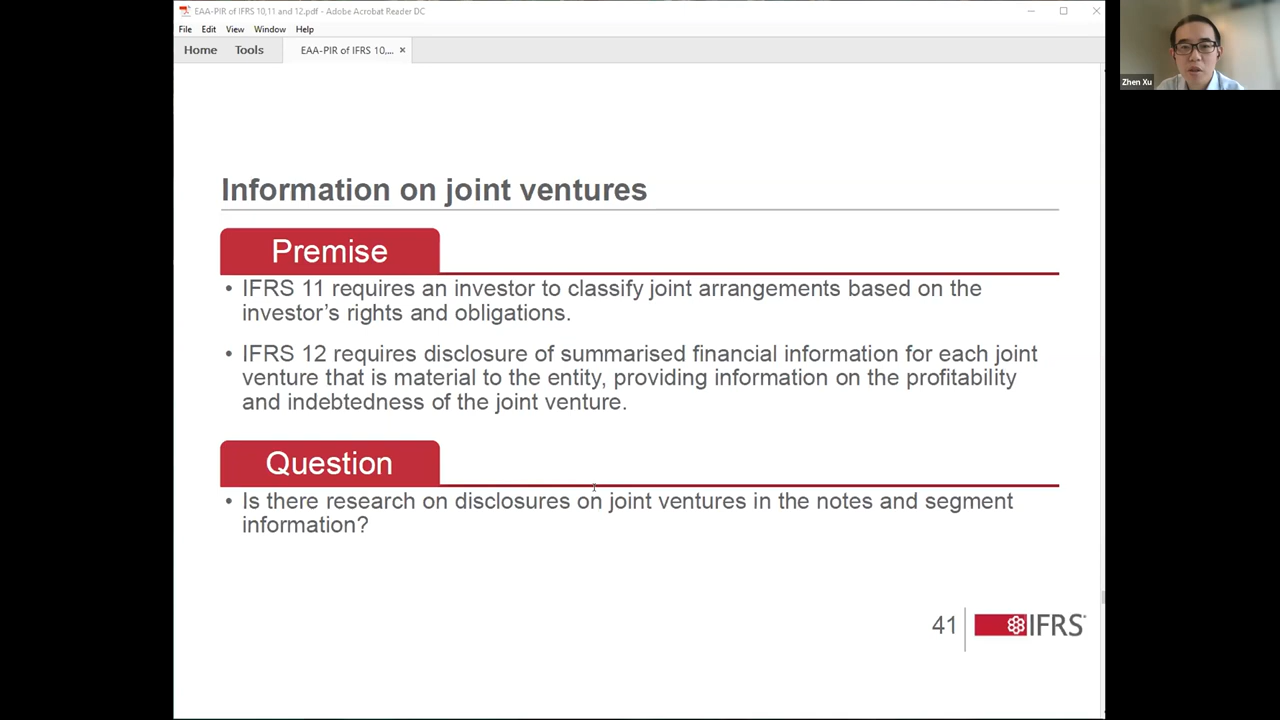 EAA-PIR of IFRS 10,11 and 12.pdf - Adobe Acrobat Reader DC
File Edit View Window Help
Home Tools EAA-PIR of IFRS 10,... ×
Zhen Xu
Information on joint ventures
Premise
• IFRS 11 requires an investor to classify joint arrangements based on the
investor’s rights and obligations.
• IFRS 12 requires disclosure of summarised financial information for each joint
venture that is material to the entity, providing information on the profitability
and indebtedness of the joint venture.
Question
• Is there research on disclosures on joint ventures in the notes and segment
information?
41
IFRS